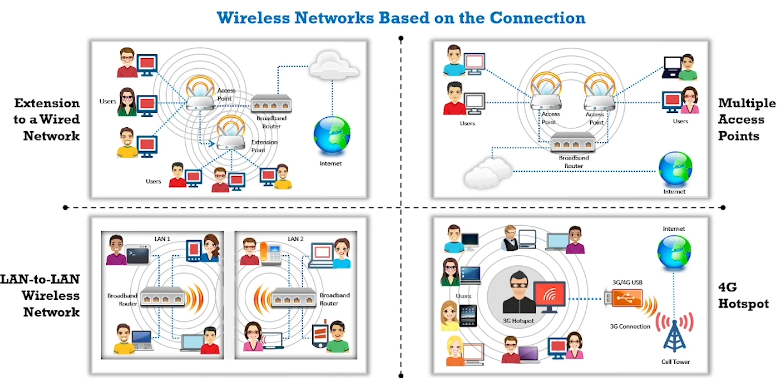 Wireless Networks Based on the Connection
Extension
to a Wired
Network
Users
Access
Point
Broadband
Router
Extension
Point
Users
Internet
Multiple
Access
Points
Users
Access
Point
Access
Point
Users
Broadband
Router
Internet
LAN-to-LAN
Wireless
Network
LAN 1
Broadband
Router
LAN 2
Broadband
Router
4G
Hotspot
Users
3G Hotspot
Internet
3G/4G USB
3G Connection
Cell Tower